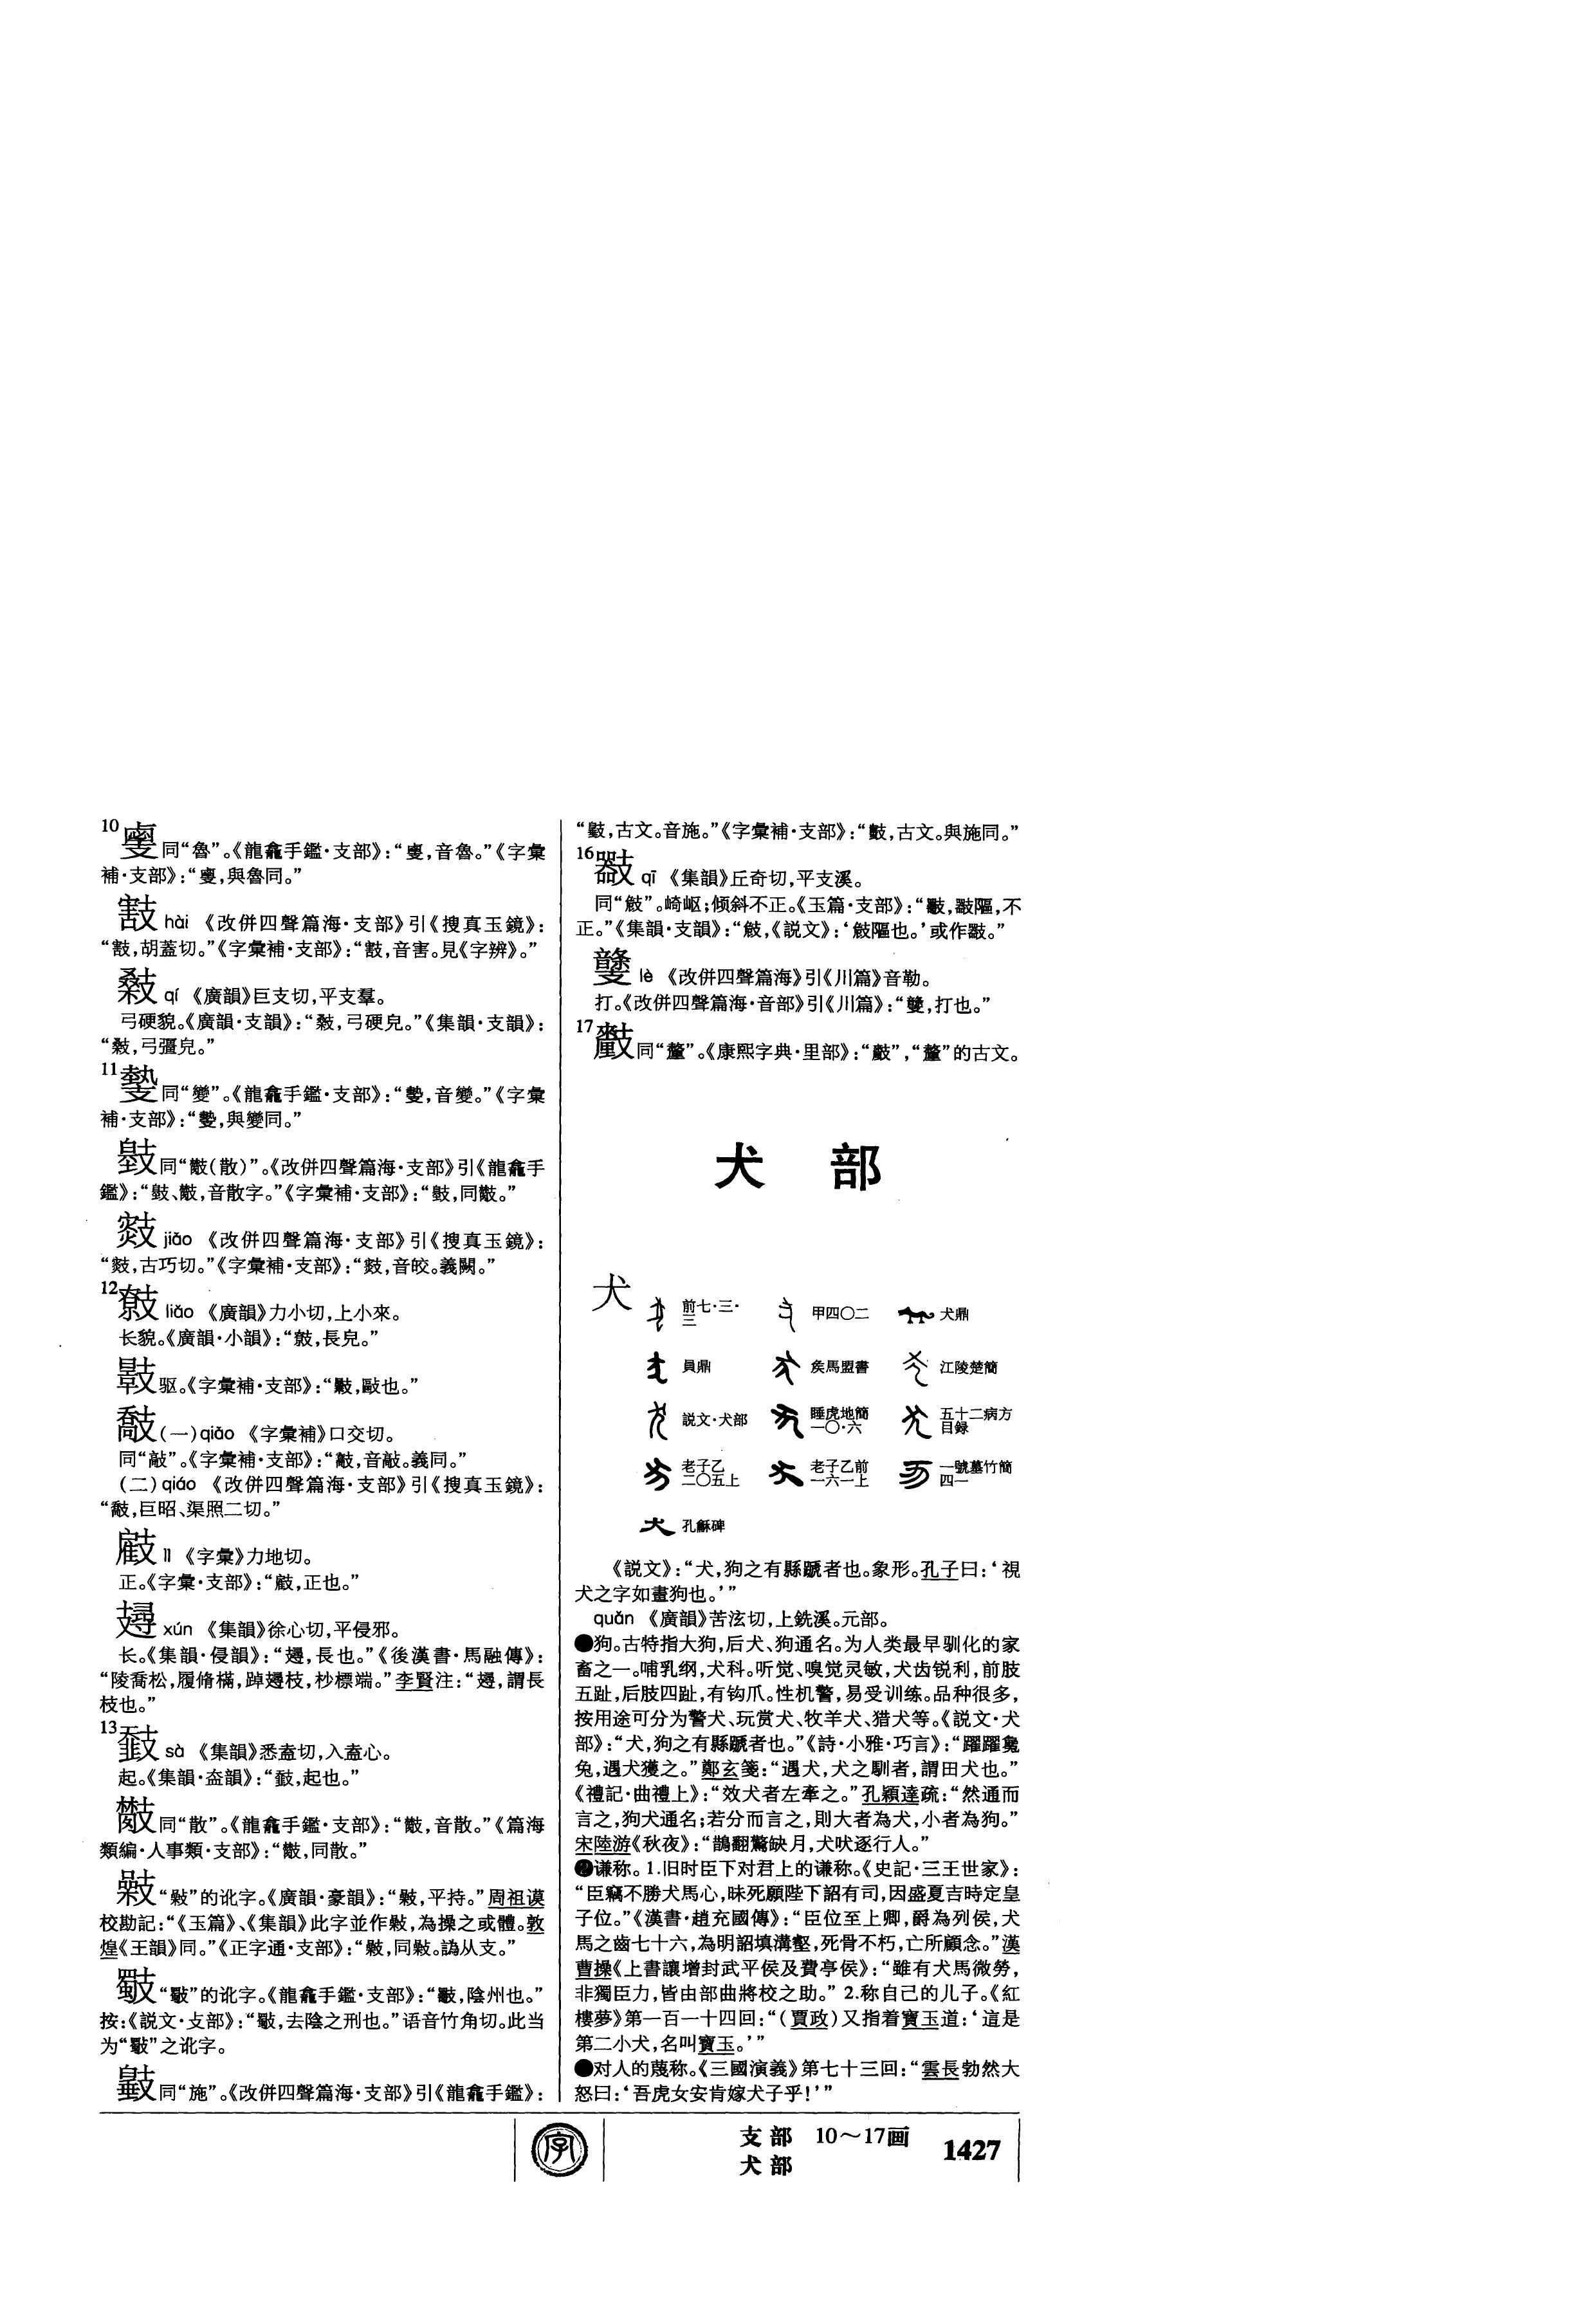 10
同“魯”。《龍龕手鑑·支部》：“，音魯。”《字彙
補·支部》：“，與魯同。”
hài 《改併四聲篇海·支部》引《搜真玉鏡》：
“，胡蓋切。”《字彙補·支部》：“，音害。見《字辨》。”
qí 《廣韻》巨支切，平支羣。
弓硬貌。《廣韻·支韻》：“，弓硬皃。”《集韻·支韻》：
“，弓彊皃。”
11
同“變”。《龍龕手鑑·支部》：“，音變。”《字彙
補·支部》：“，與變同。”
同“（散）”。《改併四聲篇海·支部》引《龍龕手
鑑》：“、，音散字。”《字彙補·支部》：“，同。”
jiǎo 《改併四聲篇海·支部》引《搜真玉鏡》：
“，古巧切。”《字彙補·支部》：“，音皎。義闕。”
12
liǎo 《廣韻》力小切，上小來。
长貌。《廣韻·小韻》：“，長皃。”
驱。《字彙補·支部》：“，敺也。”
（一）qiāo 《字彙補》口交切。
同“敲”。《字彙補·支部》：“，音敲。義同。”
（二）qiáo 《改併四聲篇海·支部》引《搜真玉鏡》：
“，巨昭、渠照二切。”
lì 《字彙》力地切。
正。《字彙·支部》：“，正也。”
xún 《集韻》徐心切，平侵邪。
长。《集韻·侵韻》：“，長也。”《後漢書·馬融傳》：
“陵喬松，履脩樠，踔枝，杪標端。”李賢注：“，謂長
枝也。”
13
sà 《集韻》悉盍切，入盍心。
起。《集韻·盍韻》：“，起也。”
同“散”。《龍龕手鑑·支部》：“，音散。”《篇海
類編·人事類·支部》：“，同散。”
“”的讹字。《廣韻·豪韻》：“，平持。”周祖谟
校勘記：“《玉篇》、《集韻》此字並作，為操之或體。敦
煌《王韻》同。”《正字通·支部》：“，同。譌从支。”
“”的讹字。《龍龕手鑑·支部》：“，陰州也。”
按：《説文·攴部》：“，去陰之刑也。”语音竹角切。此当
为“”之讹字。
同“施”。《改併四聲篇海·支部》引《龍龕手鑑》：
“，古文。音施。”《字彙補·支部》：“，古文。與施同。”
16
qī 《集韻》丘奇切，平支溪。
同“攲”。崎岖；倾斜不正。《玉篇·支部》：“，隔，不
正。”《集韻·支韻》：“攲，《説文》：‘攲隔也。’或作。”
lè 《改併四聲篇海》引《川篇》音勒。
打。《改併四聲篇海·音部》引《川篇》：“，打也。”
17
同“釐”。《康熙字典·里部》：“”，“釐”的古文。
犬 部
犬
前七·三·三 甲四〇二 犬鼎
員鼎 矦馬盟書 江陵楚簡
説文·犬部 睡虎地簡一〇·六 五十二病方目録
老子乙二〇五上 老子乙前一六一上 一號墓竹簡四一
孔龢碑
《説文》：“犬，狗之有縣蹏者也。象形。孔子曰：‘視
犬之字如畫狗也。’”
quǎn 《廣韻》苦泫切，上銑溪。元部。
狗。古特指大狗，后犬、狗通名。为人类最早驯化的家
畜之一。哺乳纲，犬科。听觉、嗅觉灵敏，犬齿锐利，前肢
五趾，后肢四趾，有钩爪。性机警，易受训练。品种很多，
按用途可分为警犬、玩赏犬、牧羊犬、猎犬等。《説文·犬
部》：“犬，狗之有縣蹏者也。”《詩·小雅·巧言》：“躍躍毚
兔，遇犬獲之。”鄭玄箋：“遇犬，犬之馴者，謂田犬也。”
《禮記·曲禮上》：“效犬者左牽之。”孔穎達疏：“然通而
言之，狗犬通名；若分而言之，則大者為犬，小者為狗。”
宋陸游《秋夜》：“鵲翻驚缺月，犬吠逐行人。”
❷谦称。1.旧时臣下对君上的谦称。《史記·三王世家》：
“臣竊不勝犬馬心，昧死願陛下詔有司，因盛夏吉時定皇
子位。”《漢書·趙充國傳》：“臣位至上卿，爵為列侯，犬
馬之齒七十六，為明詔填溝壑，死骨不朽，亡所顧念。”漢
曹操《上書讓增封武平侯及費亭侯》：“雖有犬馬微勞，
非獨臣力，皆由部曲將校之助。”2.称自己的儿子。《紅
樓夢》第一百一十四回：“（賈政）又指着寶玉道：‘這是
第二小犬，名叫寶玉。’”
对人的蔑称。《三國演義》第七十三回：“雲長勃然大
怒曰：‘吾虎女安肯嫁犬子乎！’”
字
支部 10～17画
犬部
1427